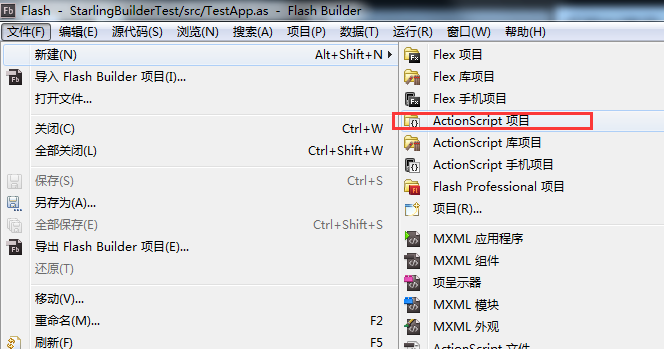 Fb Flash - StarlingBuilderTest/src/TestApp.as - Flash Builder
文件(F) 编辑(E) 源代码(S) 浏览(N) 搜索(A) 项目(P) 数据(T) 运行(R) 窗口(W) 帮助(H)
新建(N) Alt+Shift+N
Fb 导入 Flash Builder 项目(I)...
打开文件...
关闭(C) Ctrl+W
全部关闭(L) Ctrl+Shift+W
保存(S) Ctrl+S
另存为(A)...
全部保存(E) Ctrl+Shift+S
Fb 导出 Flash Builder 项目(E)...
还原(T)
移动(V)...
重命名(M)... F2
刷新(F) F5
Flex 项目
Flex 库项目
Flex 手机项目
ActionScript 项目
ActionScript 库项目
ActionScript 手机项目
Flash Professional 项目
项目(R)...
MXML 应用程序
MXML 组件
项呈示器
MXML 模块
MXML 外观
ActionScript 文件